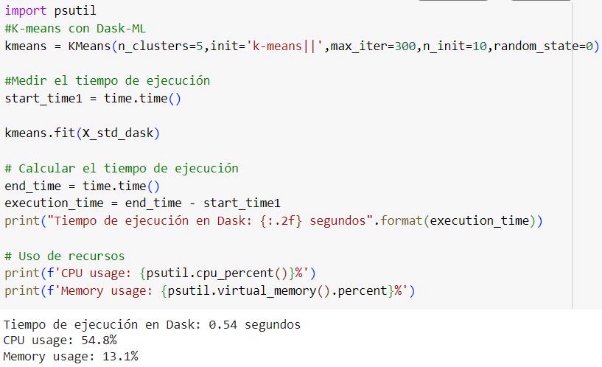 import psutil
#K-means con Dask-ML
kmeans = KMeans(n_clusters=5,init='k-means||',max_iter=300,n_init=10,random_state=0)
#Medir el tiempo de ejecución
start_time1 = time.time()
kmeans.fit(X_std_dask)
# Calcular el tiempo de ejecución
end_time = time.time()
execution_time = end_time - start_time1
print("Tiempo de ejecución en Dask: {:.2f} segundos".format(execution_time))
# Uso de recursos
print(f'CPU usage: {psutil.cpu_percent()}%')
print(f'Memory usage: {psutil.virtual_memory().percent}%')
Tiempo de ejecución en Dask: 0.54 segundos
CPU usage: 54.8%
Memory usage: 13.1%